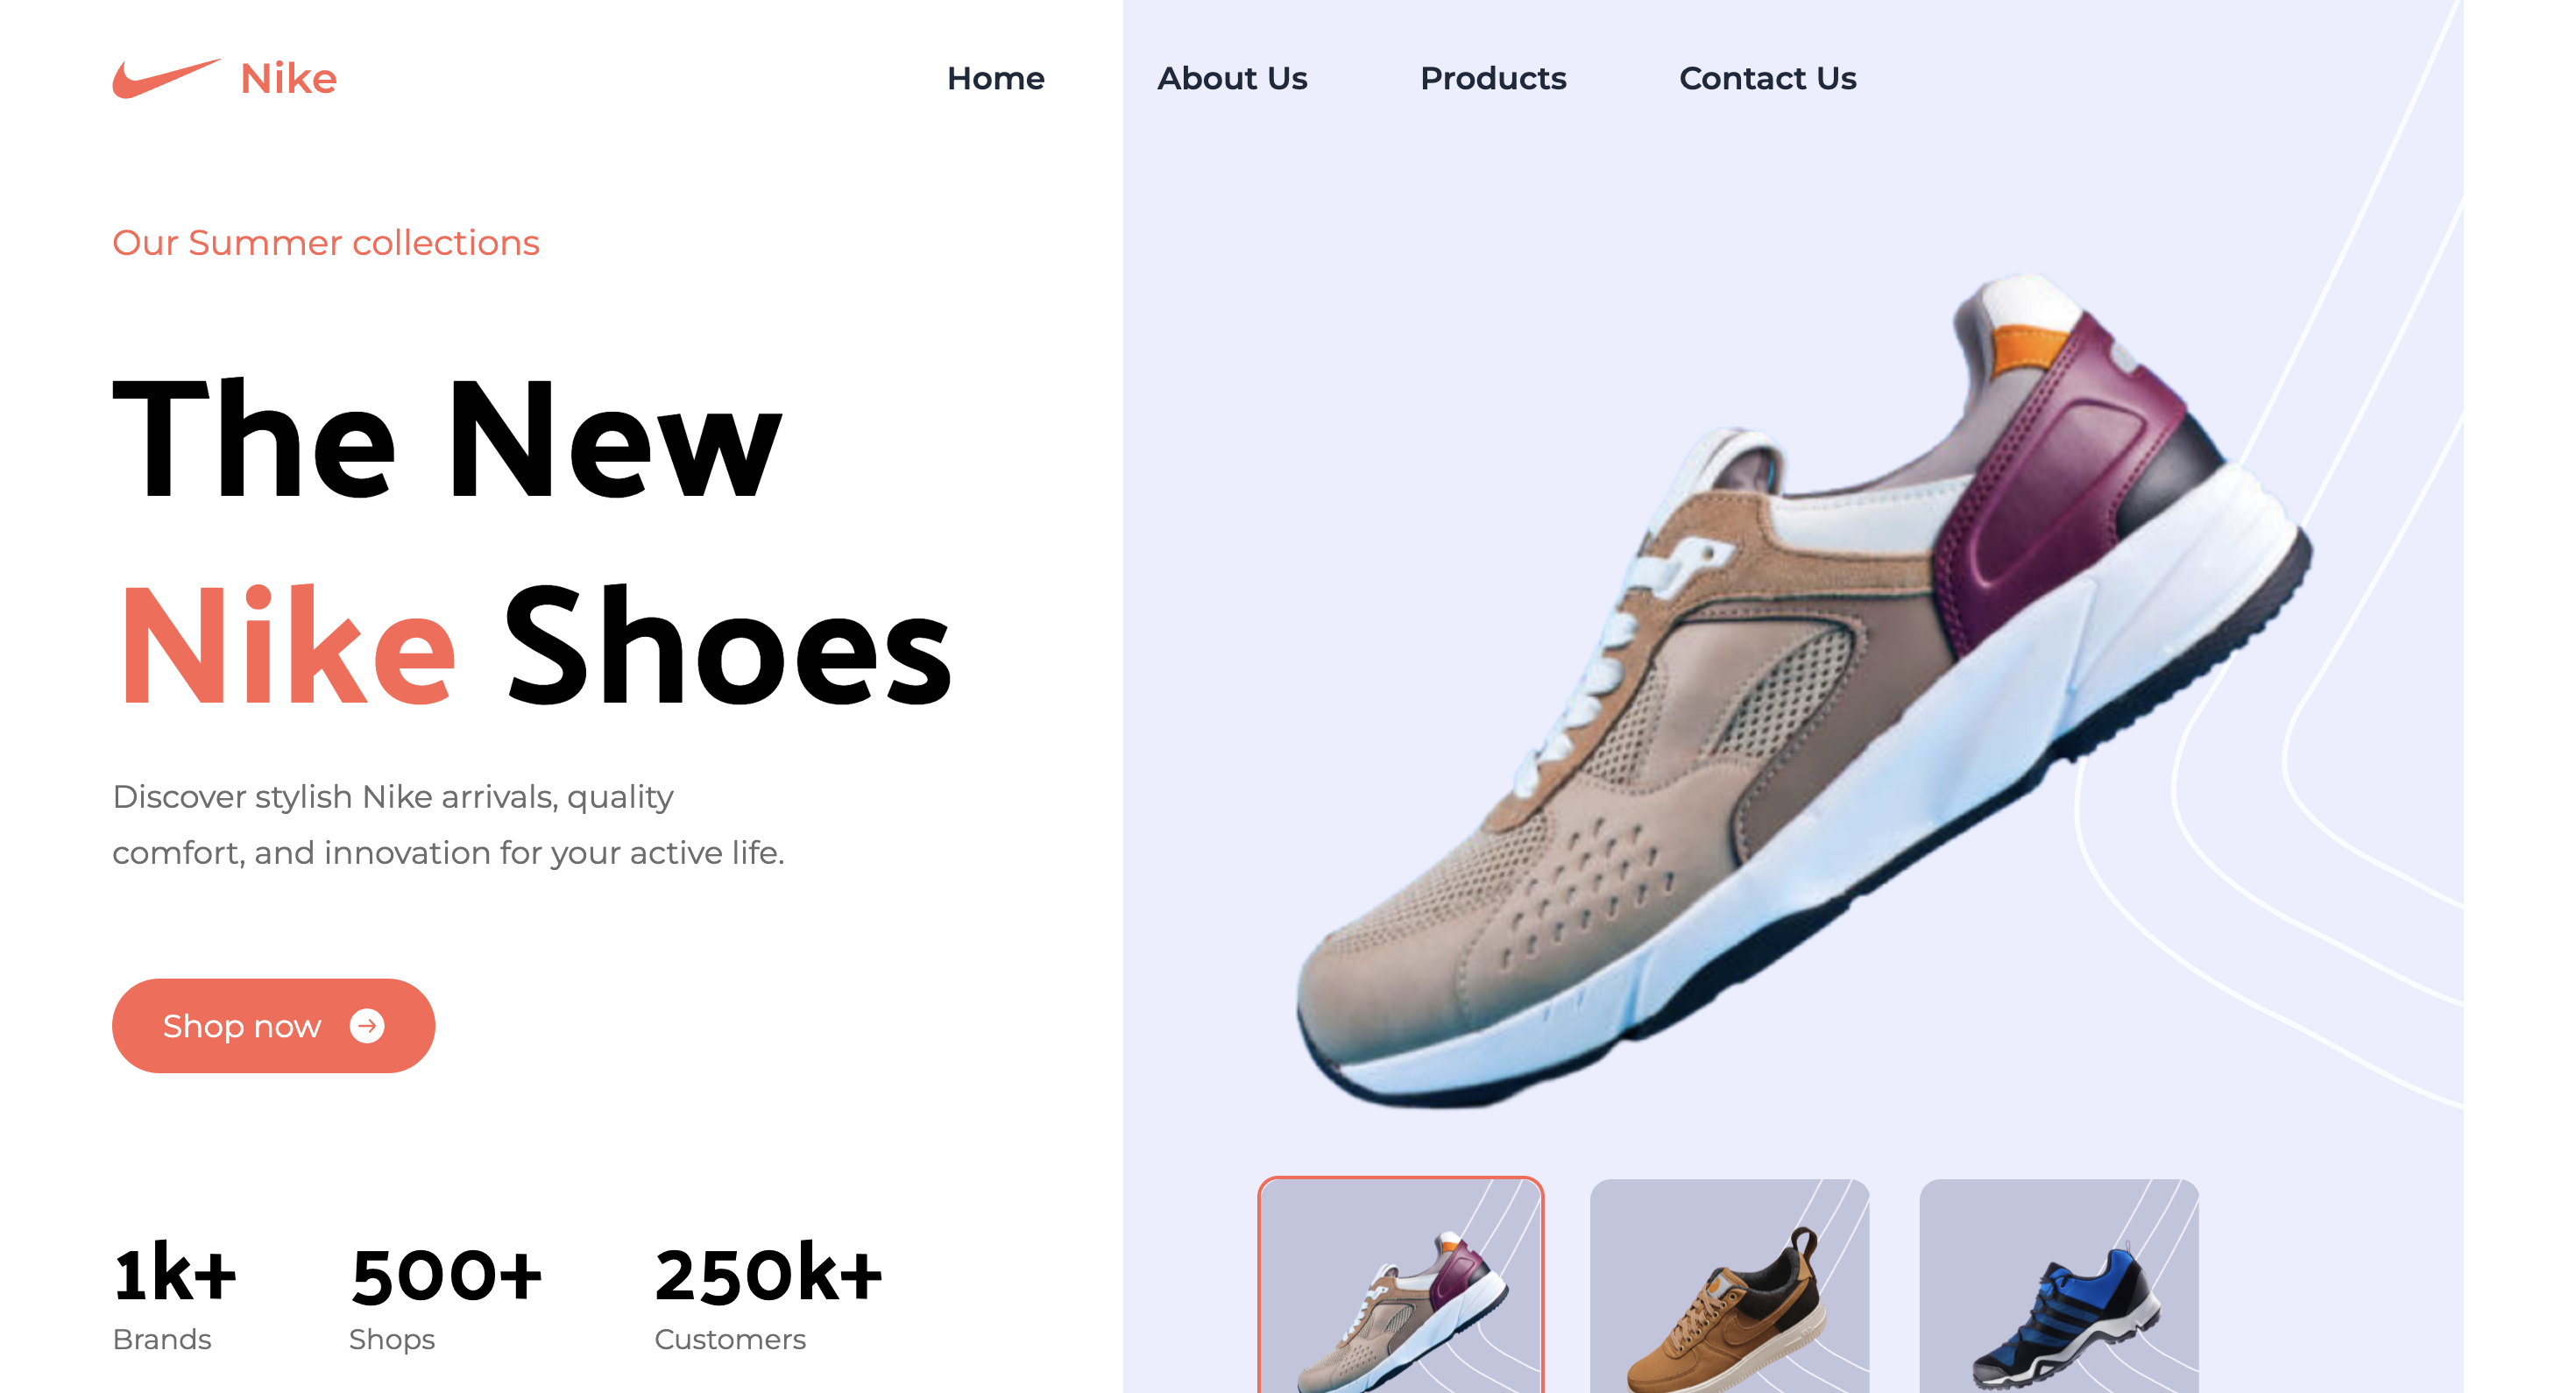 Nike
Home
About Us
Products
Contact Us
Our Summer collections
The New
Nike Shoes
Discover stylish Nike arrivals, quality
comfort, and innovation for your active life.
Shop now
1k+
500+
250k+
Brands
Shops
Customers